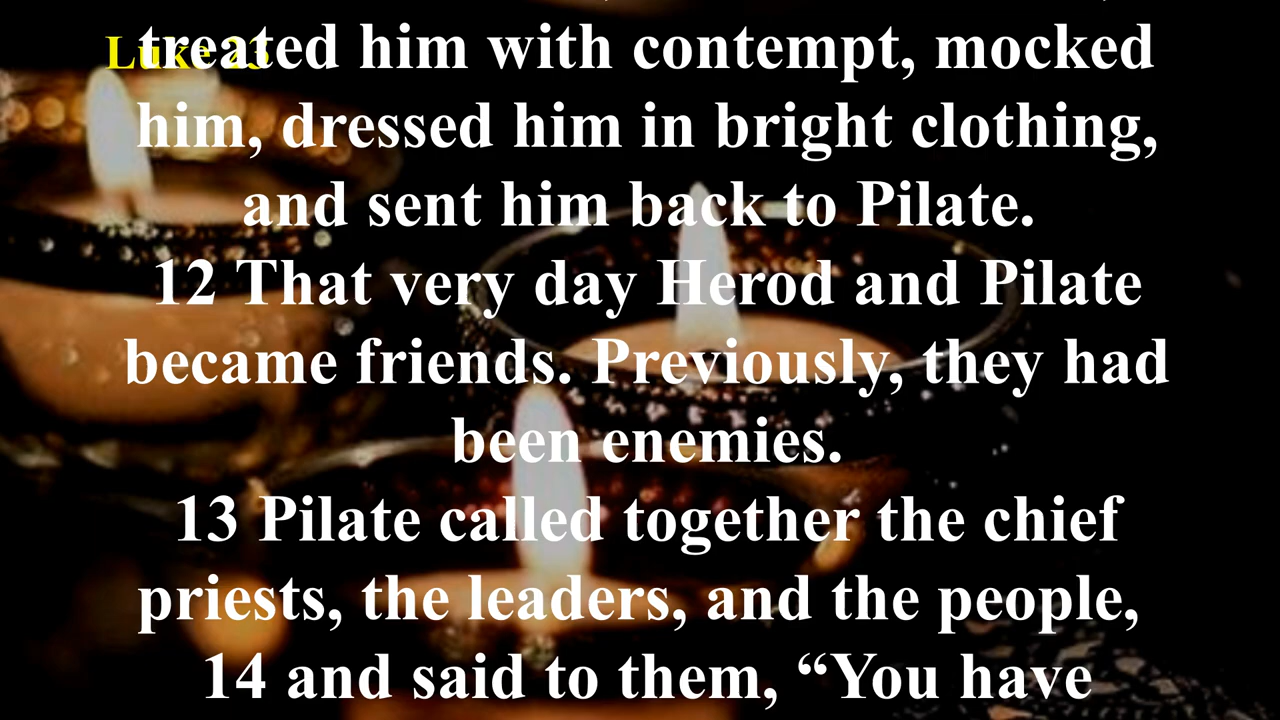 Luke 23
treated him with contempt, mocked
him, dressed him in bright clothing,
and sent him back to Pilate.
12 That very day Herod and Pilate
became friends. Previously, they had
been enemies.
13 Pilate called together the chief
priests, the leaders, and the people,
14 and said to them, “You have